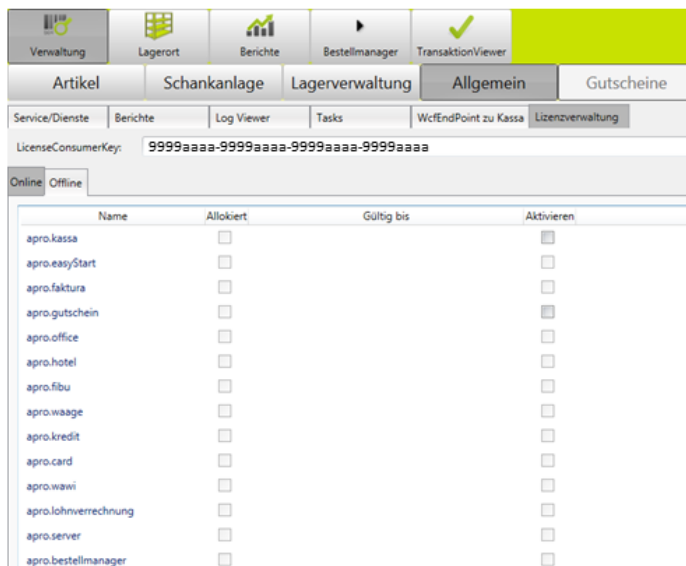 Verwaltung Lagerort Berichte Bestellmanager TransaktionViewer
Artikel Schankanlage Lagerverwaltung Allgemein Gutscheine
Service/Dienste Berichte Log Viewer Tasks WcfEndPoint zu Kassa Lizenzverwaltung
LicenseConsumerKey: 9999aaaa-9999aaaa-9999aaaa-9999aaaa
Online Offline
Name Allokiert Gültig bis Aktivieren
apro.kassa
apro.easyStart
apro.faktura
apro.gutschein
apro.office
apro.hotel
apro.fibu
apro.waage
apro.kredit
apro.card
apro.wawi
apro.lohnverrechnung
apro.server
apro.bestellmanager